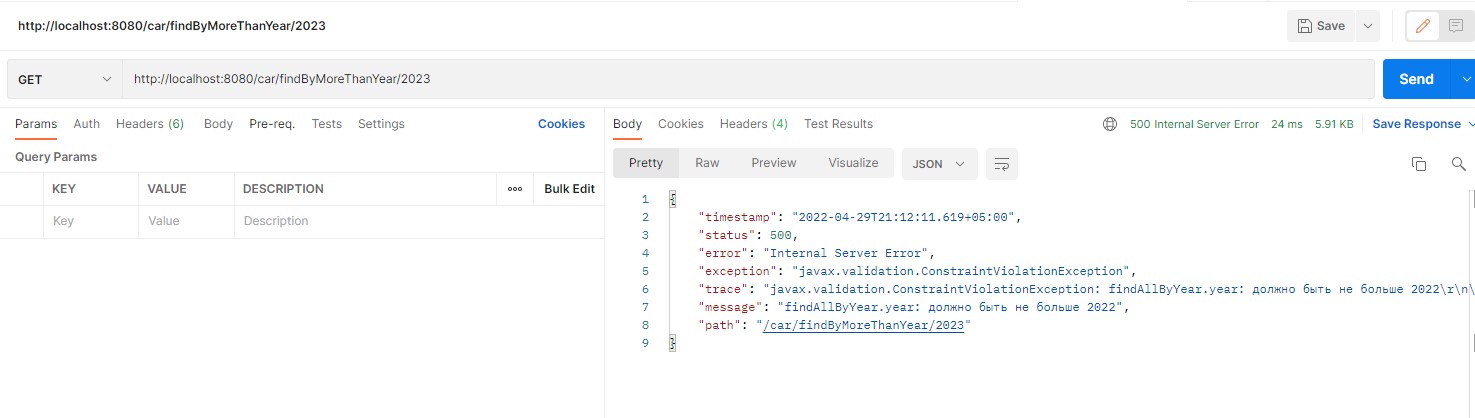 http://localhost:8080/car/findByMoreThanYear/2023
Save
GET
http://localhost:8080/car/findByMoreThanYear/2023
Send
Params Auth Headers (6) Body Pre-req. Tests Settings Cookies
Query Params
KEY VALUE DESCRIPTION ••• Bulk Edit
Key Value Description
Body Cookies Headers (4) Test Results 500 Internal Server Error 24 ms 5.91 KB Save Response
Pretty Raw Preview Visualize JSON
1 {
2 "timestamp": "2022-04-29T21:12:11.619+05:00",
3 "status": 500,
4 "error": "Internal Server Error",
5 "exception": "javax.validation.ConstraintViolationException",
6 "trace": "javax.validation.ConstraintViolationException: findAllByYear.year: должно быть не больше 2022\r\n\
7 "message": "findAllByYear.year: должно быть не больше 2022",
8 "path": "/car/findByMoreThanYear/2023"
9 }